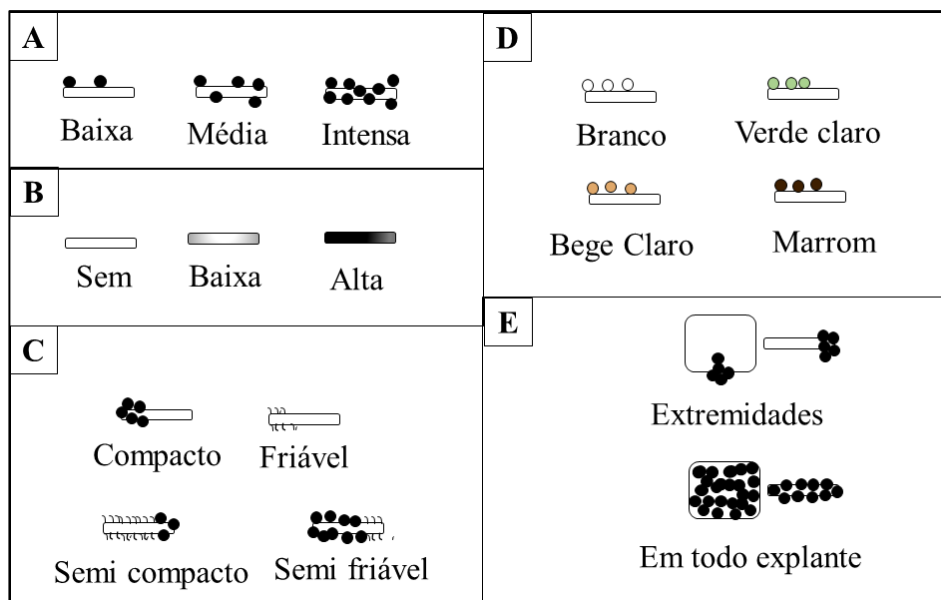 A
Baixa Média Intensa
B
Sem Baixa Alta
C
Compacto Friável
Semi compacto Semi friável
D
Branco Verde claro
Bege Claro Marrom
E
Extremidades
Em todo explante